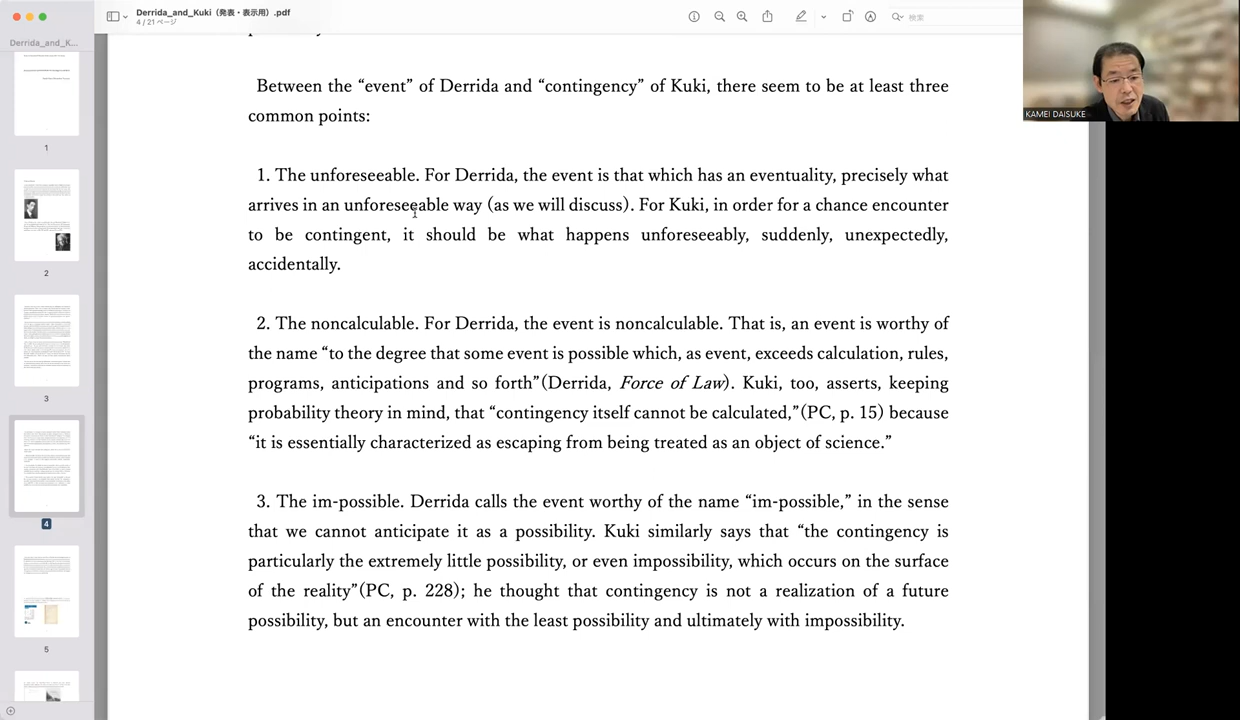 Derrida_and_Kuki（発表・表示用）.pdf
4 / 21 ページ
検索
Derrida_and_K...
1
2
3
4
5
KAMEI DAISUKE
Between the “event” of Derrida and “contingency” of Kuki, there seem to be at least three
common points:
1. The unforeseeable. For Derrida, the event is that which has an eventuality, precisely what
arrives in an unforeseeable way (as we will discuss). For Kuki, in order for a chance encounter
to be contingent, it should be what happens unforeseeably, suddenly, unexpectedly,
accidentally.
2. The noncalculable. For Derrida, the event is noncalculable. That is, an event is worthy of
the name “to the degree that some event is possible which, as event, exceeds calculation, rules,
programs, anticipations and so forth”(Derrida, Force of Law). Kuki, too, asserts, keeping
probability theory in mind, that “contingency itself cannot be calculated,”(PC, p. 15) because
“it is essentially characterized as escaping from being treated as an object of science.”
3. The im-possible. Derrida calls the event worthy of the name “im-possible,” in the sense
that we cannot anticipate it as a possibility. Kuki similarly says that “the contingency is
particularly the extremely little possibility, or even impossibility, which occurs on the surface
of the reality”(PC, p. 228); he thought that contingency is not a realization of a future
possibility, but an encounter with the least possibility and ultimately with impossibility.